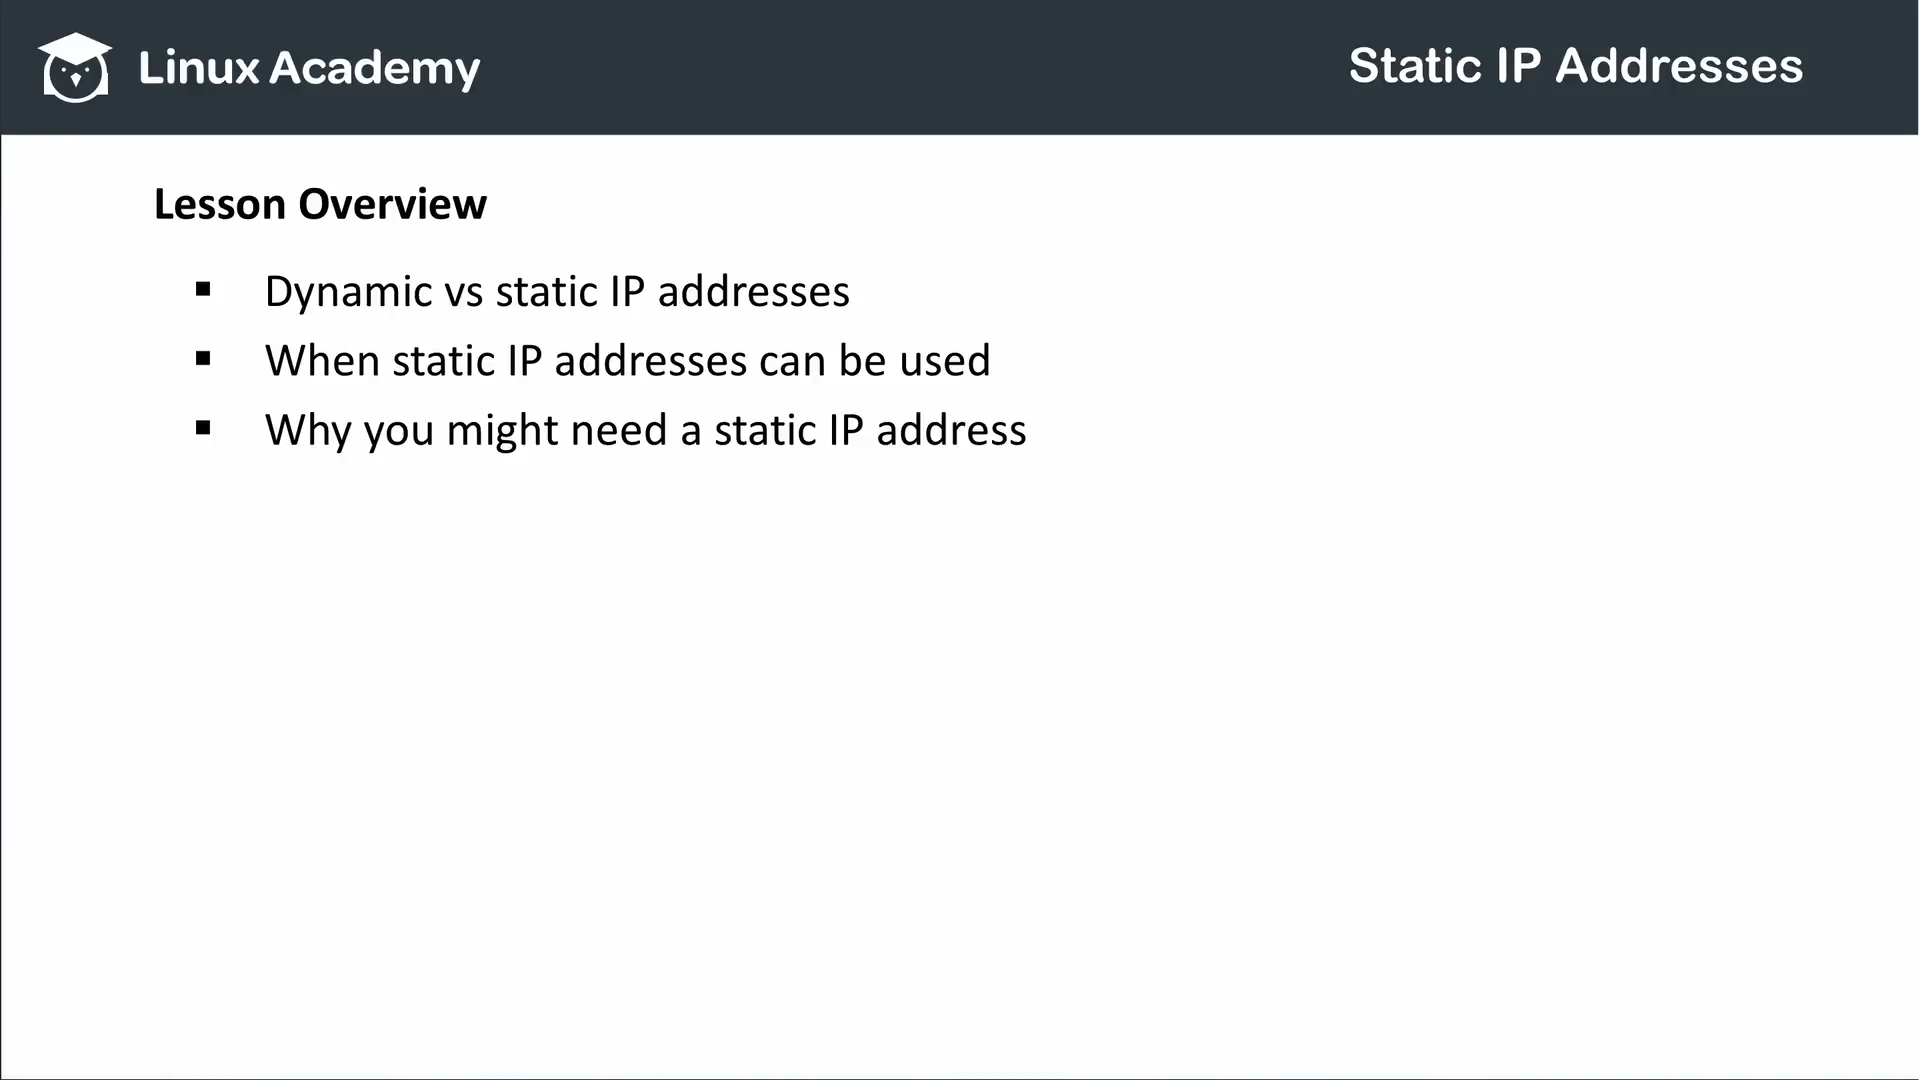 Linux Academy
Static IP Addresses
Lesson Overview
▪ Dynamic vs static IP addresses
▪ When static IP addresses can be used
▪ Why you might need a static IP address